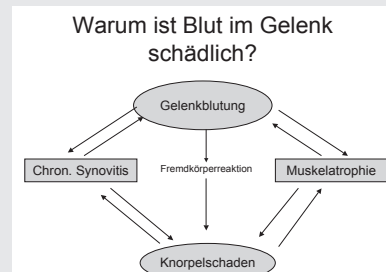 Warum ist Blut im Gelenk
schädlich?
Gelenkblutung
Chron. Synovitis
Fremdkörperreaktion
Muskelatrophie
Knorpelschaden